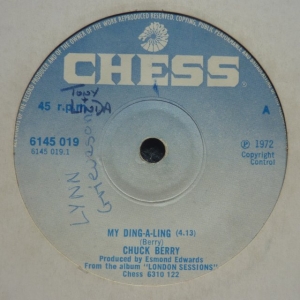 CHESS
45 r.p.m.
Tony
LINDA
LYNN
A
6145 019
6145 019.1
℗ 1972
Copyright
Control
MY DING-A-LING (4.13)
(Berry)
CHUCK BERRY
Produced by Esmond Edwards
From the album "LONDON SESSIONS"
Chess 6310 122